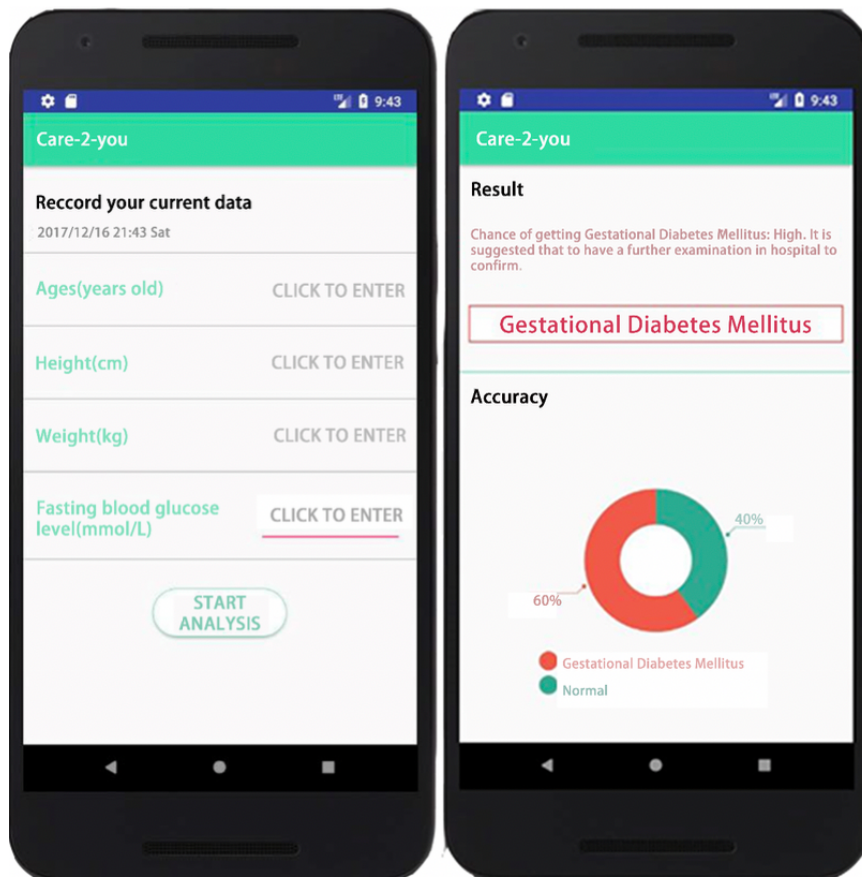 9:43
Care-2-you
Reccord your current data
2017/12/16 21:43 Sat
Ages(years old)
CLICK TO ENTER
Height(cm)
CLICK TO ENTER
Weight(kg)
CLICK TO ENTER
Fasting blood glucose
level(mmol/L)
CLICK TO ENTER
START
ANALYSIS
9:43
Care-2-you
Result
Chance of getting Gestational Diabetes Mellitus: High. It is
suggested that to have a further examination in hospital to
confirm.
Gestational Diabetes Mellitus
Accuracy
40%
60%
Gestational Diabetes Mellitus
Normal